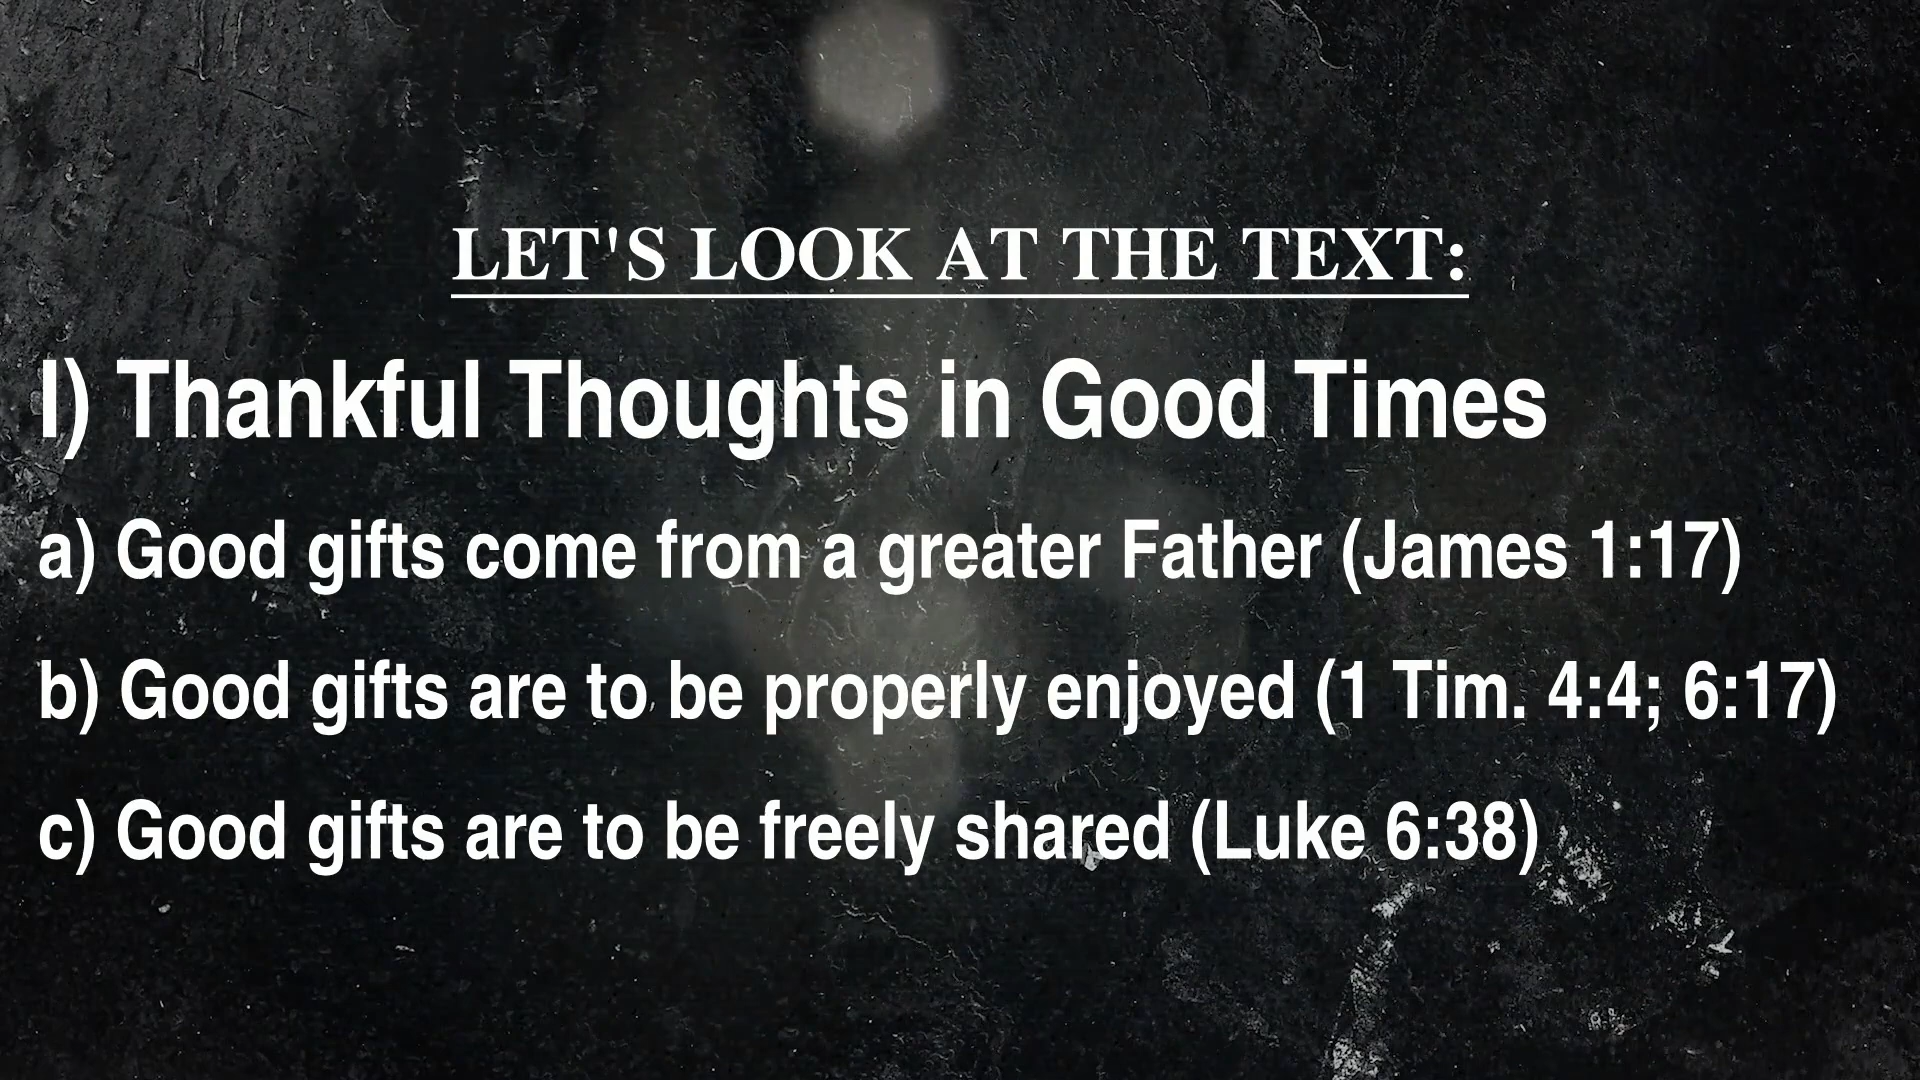 LET'S LOOK AT THE TEXT:
I) Thankful Thoughts in Good Times
a) Good gifts come from a greater Father (James 1:17)
b) Good gifts are to be properly enjoyed (1 Tim. 4:4; 6:17)
c) Good gifts are to be freely shared (Luke 6:38)